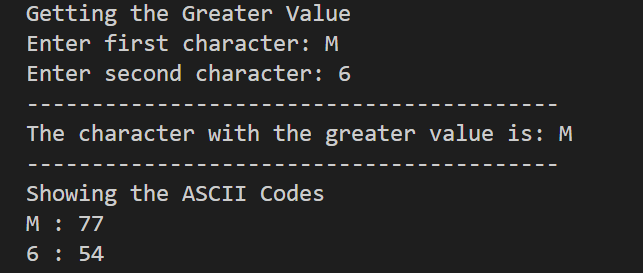 Getting the Greater Value
Enter first character: M
Enter second character: 6
-----------------------------------------
The character with the greater value is: M
-----------------------------------------
Showing the ASCII Codes
M : 77
6 : 54